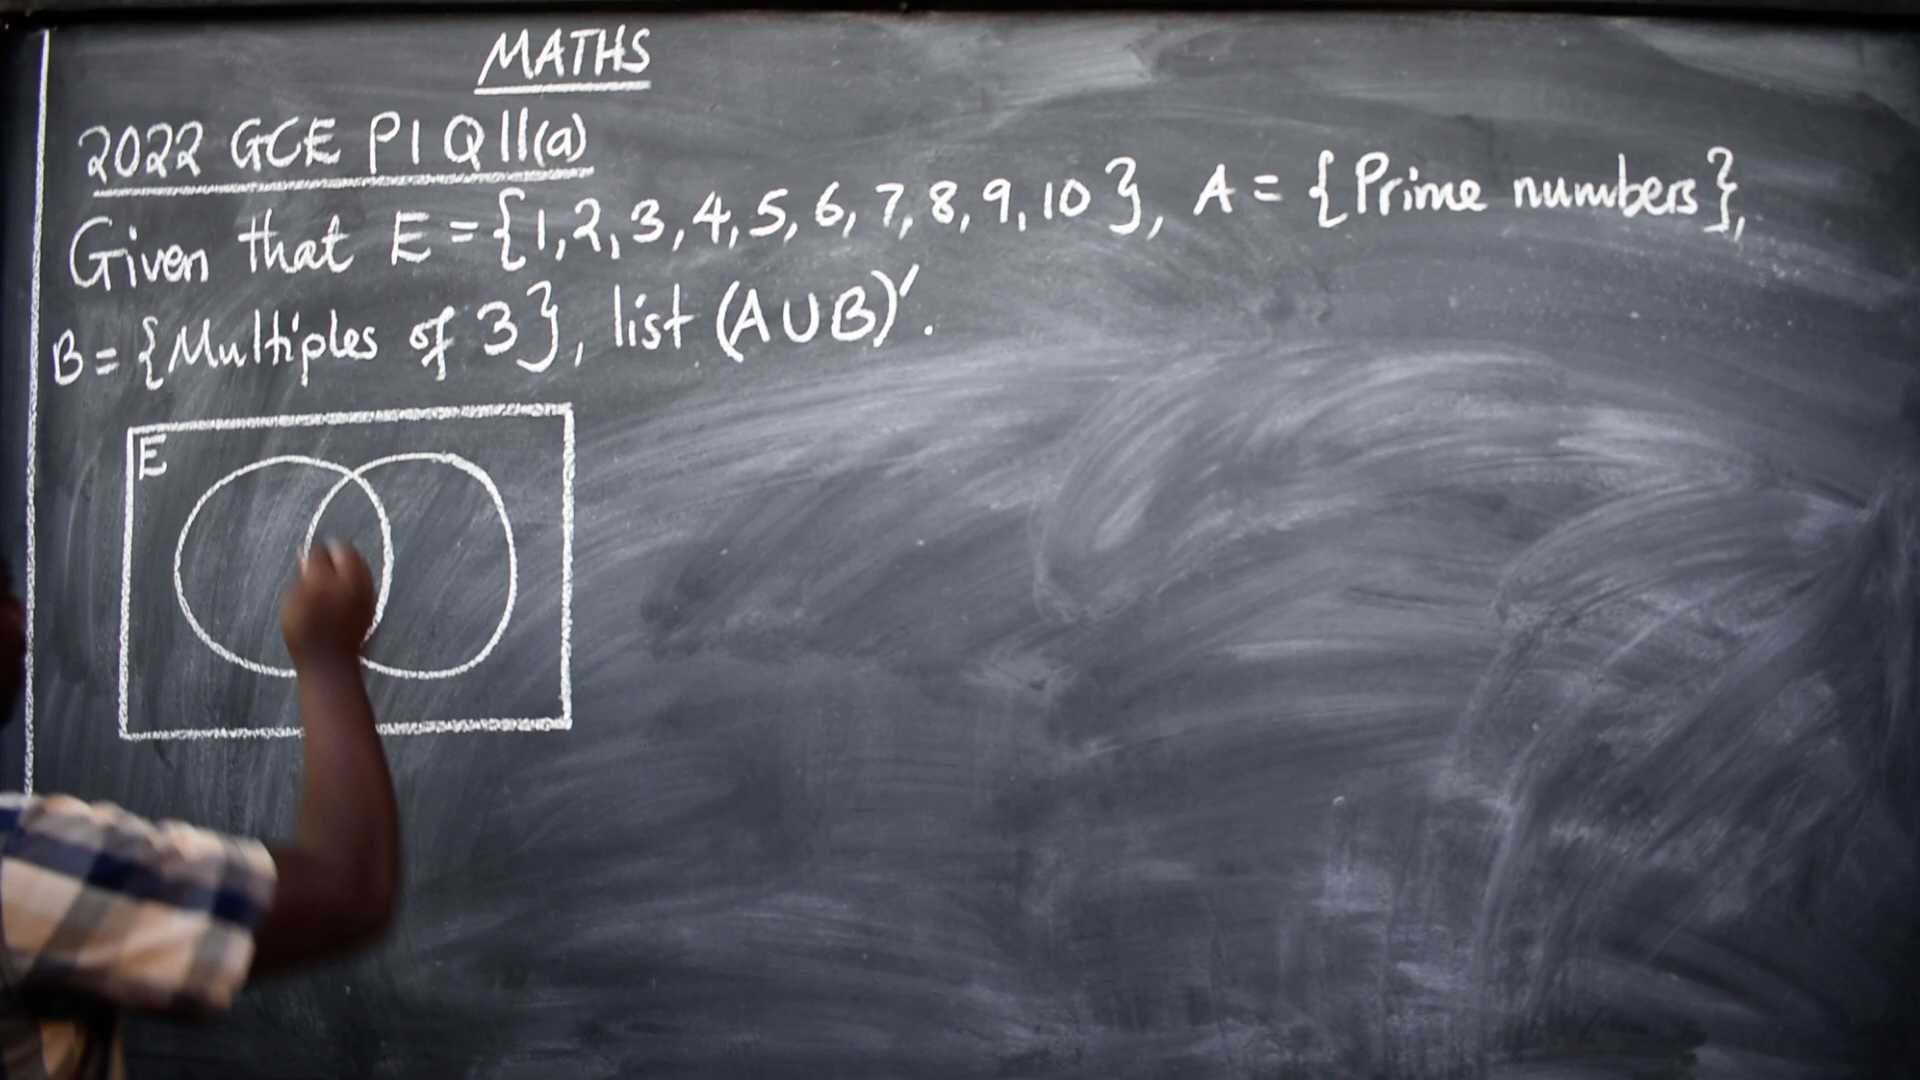 MATHS
2022 GCE P1 Q11(a)
Given that E = {1,2,3,4,5,6,7,8,9,10}, A = {Prime numbers},
B = {Multiples of 3}, list (A∪B)′.
E